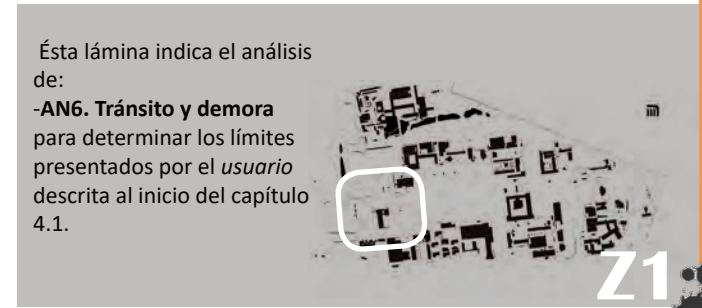 Ésta lámina indica el análisis
de:
-AN6. Tránsito y demora
para determinar los límites
presentados por el usuario
descrita al inicio del capítulo
4.1.
Z1